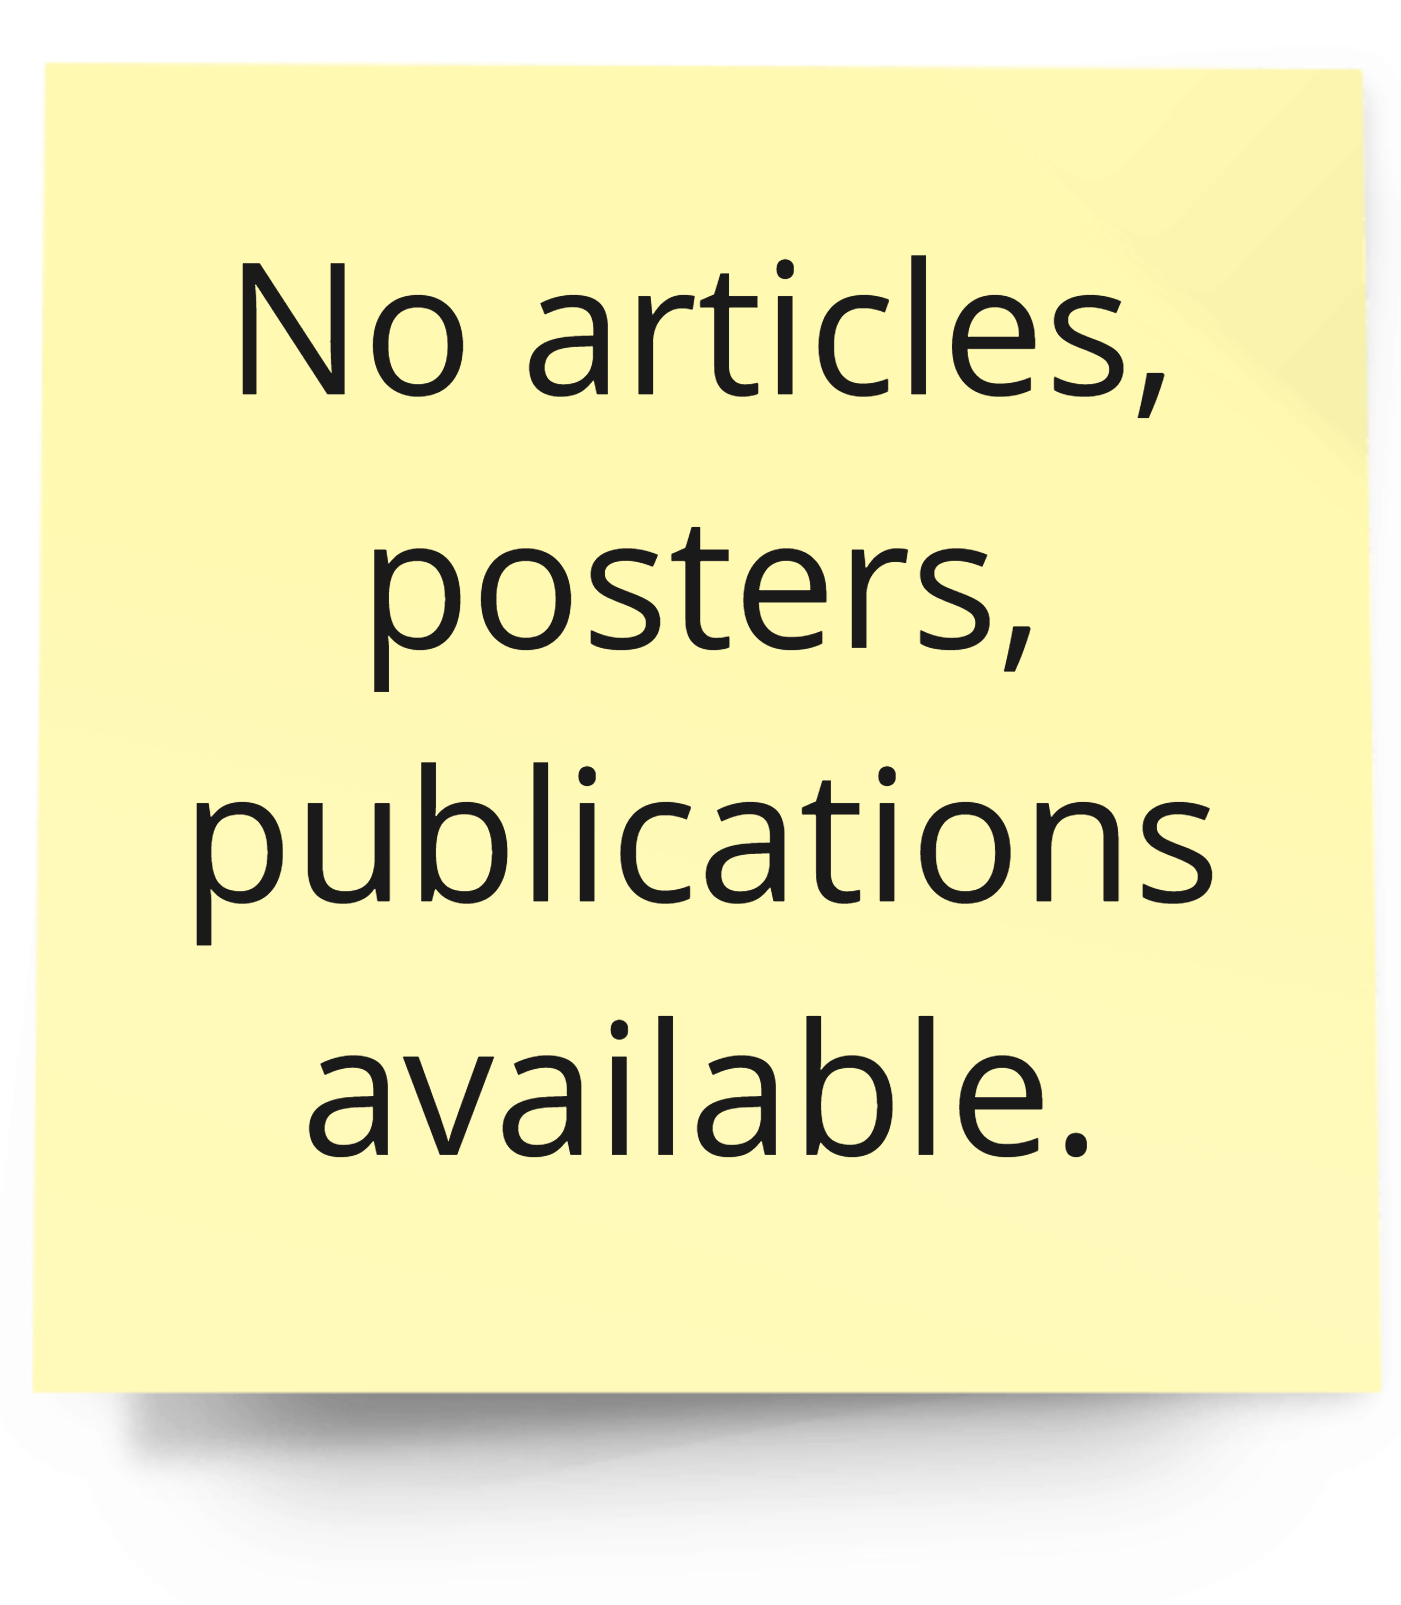 No articles,
posters,
publications
available.